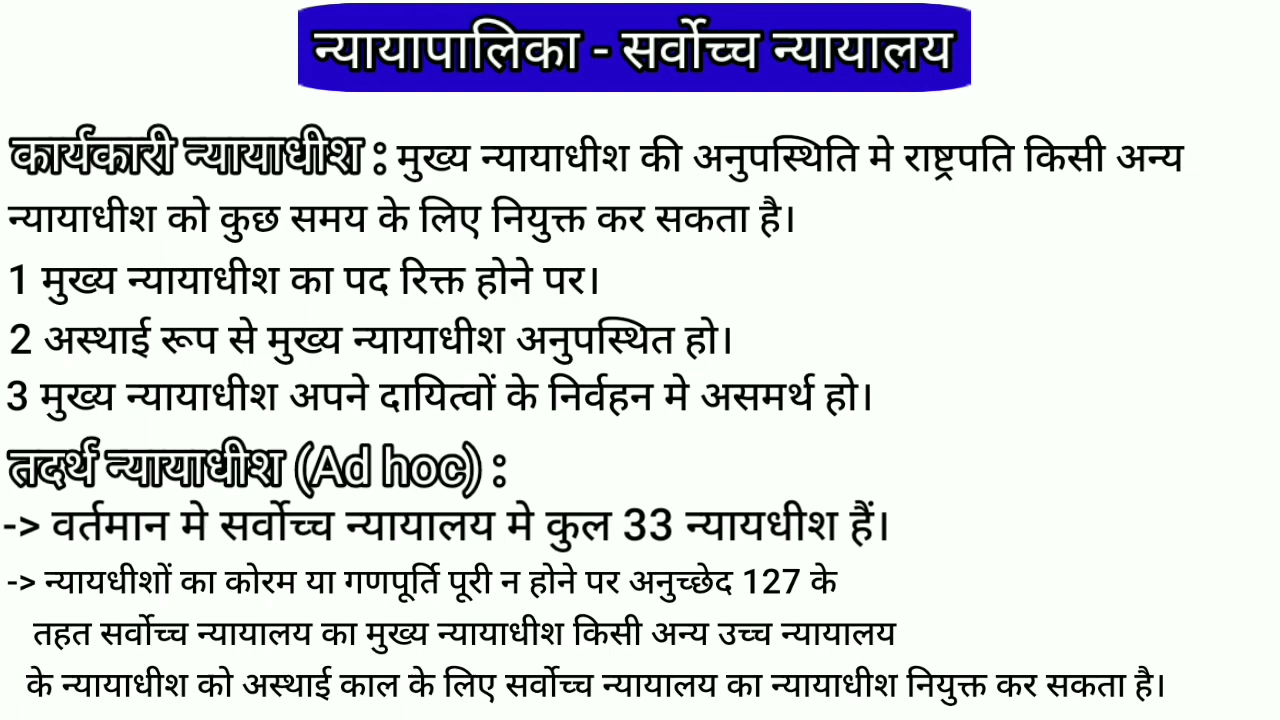 न्यायापालिका - सर्वोच्च न्यायालय
कार्यकारी न्यायाधीश : मुख्य न्यायाधीश की अनुपस्थिति मे राष्ट्रपति किसी अन्य
न्यायाधीश को कुछ समय के लिए नियुक्त कर सकता है।
1 मुख्य न्यायाधीश का पद रिक्त होने पर।
2 अस्थाई रूप से मुख्य न्यायाधीश अनुपस्थित हो।
3 मुख्य न्यायाधीश अपने दायित्वों के निर्वहन मे असमर्थ हो।
तदर्थ न्यायाधीश (Ad hoc) :
-> वर्तमान मे सर्वोच्च न्यायालय मे कुल 33 न्यायधीश हैं।
-> न्यायधीशों का कोरम या गणपूर्ति पूरी न होने पर अनुच्छेद 127 के
तहत सर्वोच्च न्यायालय का मुख्य न्यायाधीश किसी अन्य उच्च न्यायालय
के न्यायाधीश को अस्थाई काल के लिए सर्वोच्च न्यायालय का न्यायाधीश नियुक्त कर सकता है।